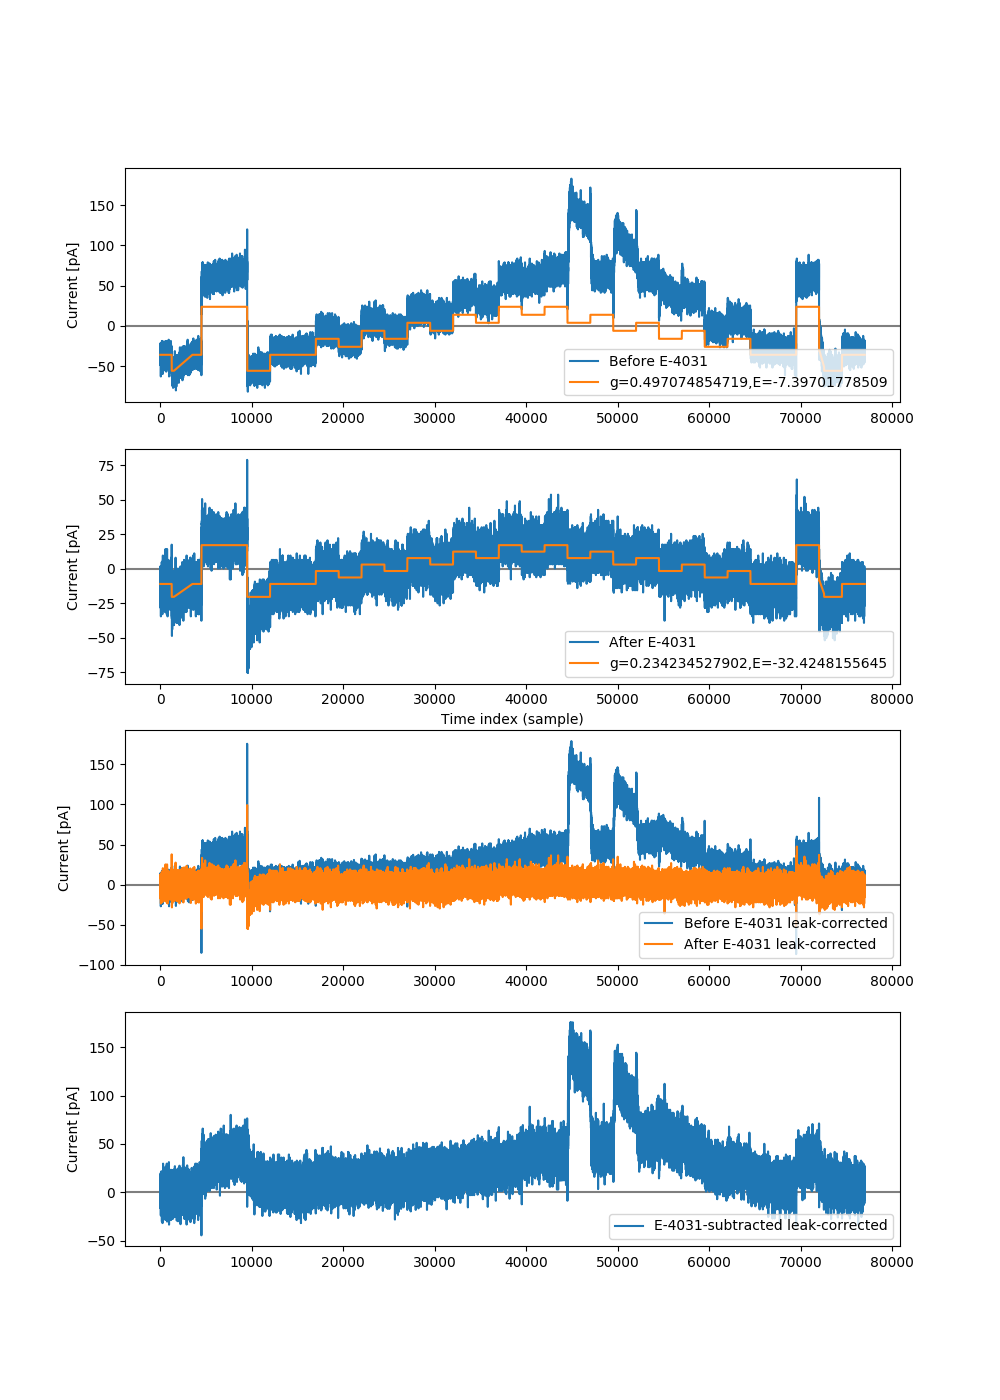 150
100
50
0
−50
Current [pA]
Before E-4031
g=0.497074854719,E=-7.39701778509
0 10000 20000 30000 40000 50000 60000 70000 80000
75
50
25
0
−25
−50
−75
Current [pA]
After E-4031
g=0.234234527902,E=-32.4248155645
0 10000 20000 30000 40000 50000 60000 70000 80000
Time index (sample)
150
100
50
0
−50
−100
Current [pA]
Before E-4031 leak-corrected
After E-4031 leak-corrected
0 10000 20000 30000 40000 50000 60000 70000 80000
150
100
50
0
−50
Current [pA]
E-4031-subtracted leak-corrected
0 10000 20000 30000 40000 50000 60000 70000 80000